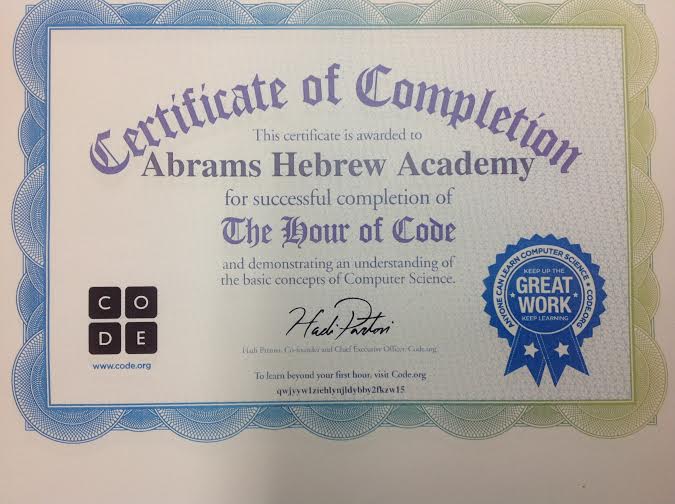 Certificate of Completion
This certificate is awarded to
Abrams Hebrew Academy
for successful completion of
The Hour of Code
and demonstrating an understanding of
the basic concepts of Computer Science.
C O
D E
www.code.org
Hadi Partovi
Hadi Partovi, Co-founder and Chief Executive Officer, Code.org
To learn beyond your first hour, visit Code.org
ANYONE CAN LEARN COMPUTER SCIENCE ★ CODE.ORG ★
KEEP UP THE
GREAT
WORK
KEEP LEARNING